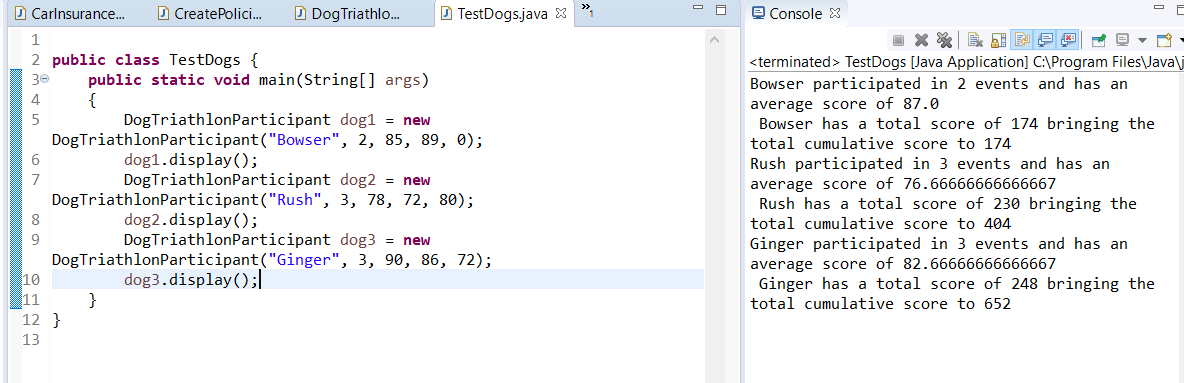 CarInsurance...
CreatePolici...
DogTriathlo...
TestDogs.java
»1
1
2 public class TestDogs {
3 public static void main(String[] args)
4 {
5 DogTriathlonParticipant dog1 = new
DogTriathlonParticipant("Bowser", 2, 85, 89, 0);
6 dog1.display();
7 DogTriathlonParticipant dog2 = new
DogTriathlonParticipant("Rush", 3, 78, 72, 80);
8 dog2.display();
9 DogTriathlonParticipant dog3 = new
DogTriathlonParticipant("Ginger", 3, 90, 86, 72);
10 dog3.display();
11 }
12 }
13
Console
<terminated> TestDogs [Java Application] C:\Program Files\Java\j
Bowser participated in 2 events and has an
average score of 87.0
Bowser has a total score of 174 bringing the
total cumulative score to 174
Rush participated in 3 events and has an
average score of 76.66666666666667
Rush has a total score of 230 bringing the
total cumulative score to 404
Ginger participated in 3 events and has an
average score of 82.66666666666667
Ginger has a total score of 248 bringing the
total cumulative score to 652